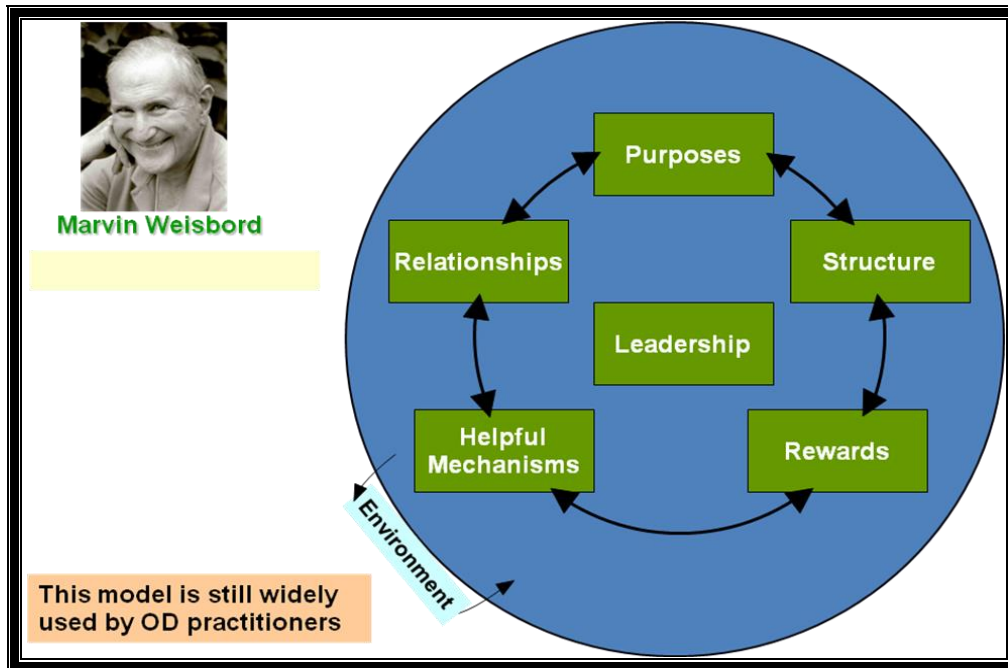 Marvin Weisbord
Purposes
Relationships
Structure
Leadership
Helpful
Mechanisms
Rewards
Environment
This model is still widely
used by OD practitioners